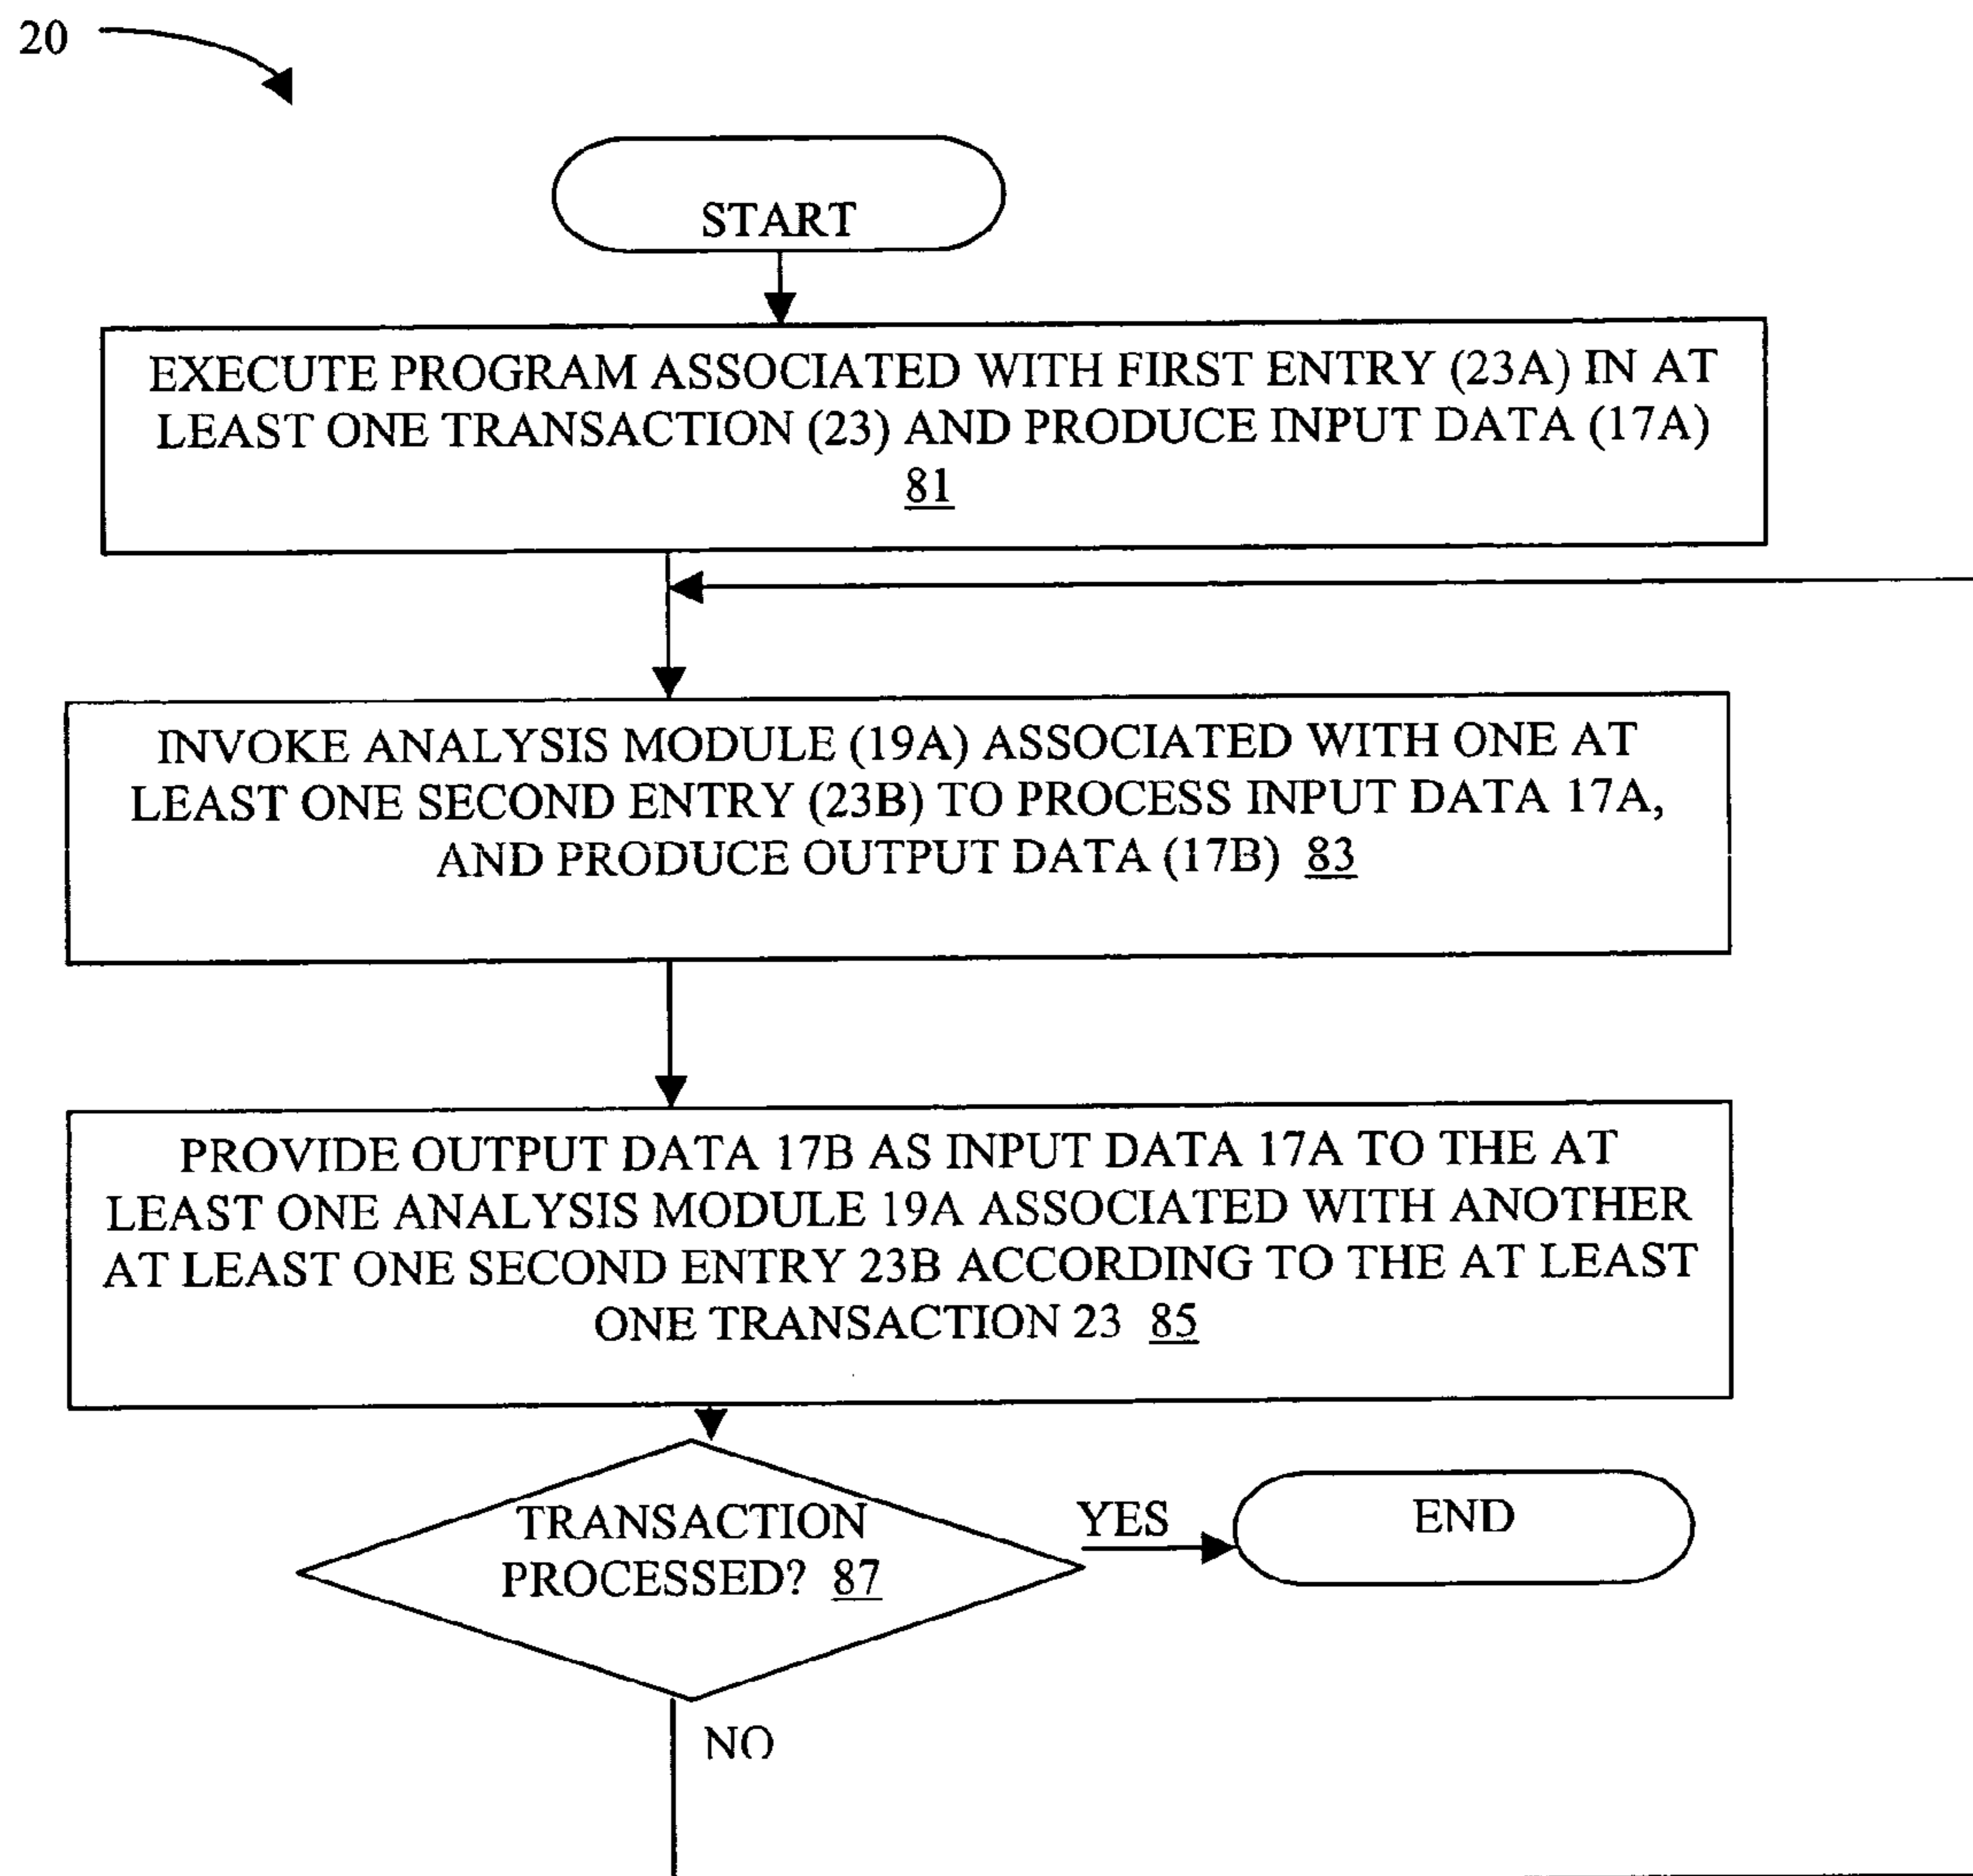 20
START
EXECUTE PROGRAM ASSOCIATED WITH FIRST ENTRY (23A) IN AT
LEAST ONE TRANSACTION (23) AND PRODUCE INPUT DATA (17A)
81
INVOKE ANALYSIS MODULE (19A) ASSOCIATED WITH ONE AT
LEAST ONE SECOND ENTRY (23B) TO PROCESS INPUT DATA 17A,
AND PRODUCE OUTPUT DATA (17B) 83
PROVIDE OUTPUT DATA 17B AS INPUT DATA 17A TO THE AT
LEAST ONE ANALYSIS MODULE 19A ASSOCIATED WITH ANOTHER
AT LEAST ONE SECOND ENTRY 23B ACCORDING TO THE AT LEAST
ONE TRANSACTION 23 85
TRANSACTION
PROCESSED? 87
YES
END
NO